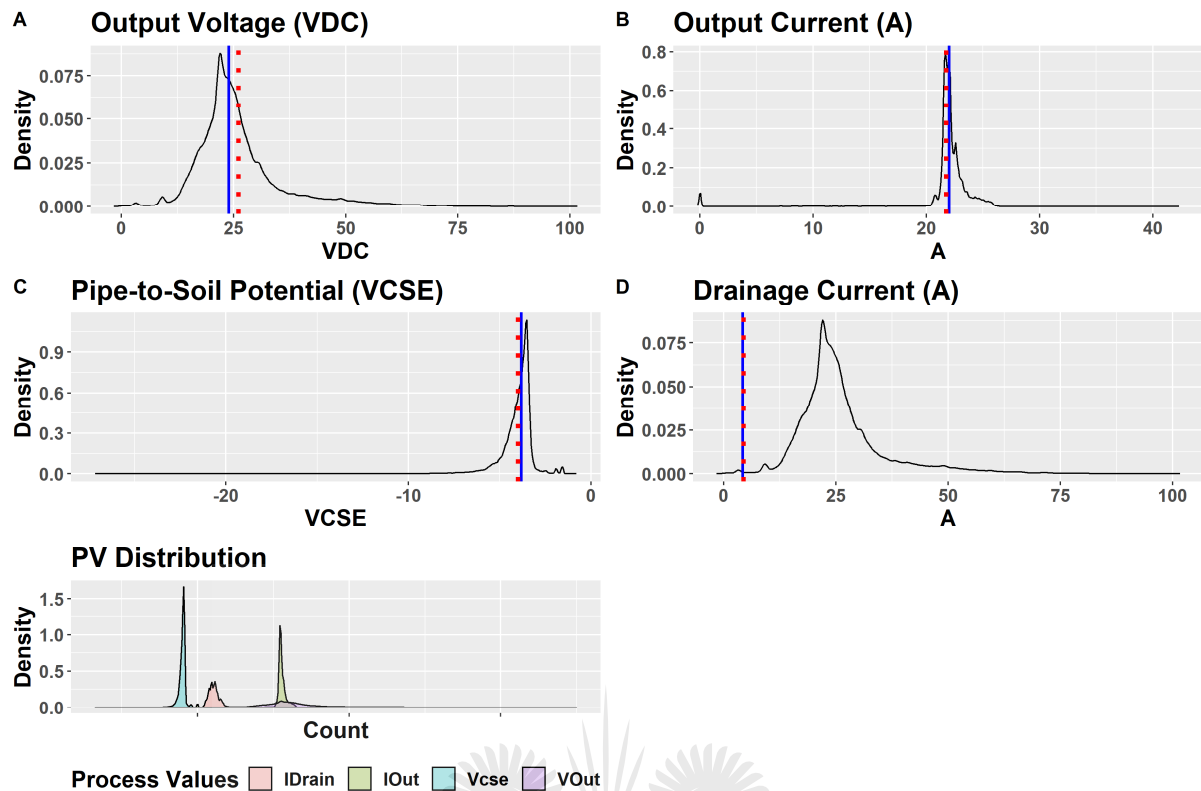 A Output Voltage (VDC)
Density
0.075
0.050
0.025
0.000
0 25 50 75 100
VDC
B Output Current (A)
Density
0.8
0.6
0.4
0.2
0.0
0 10 20 30 40
A
C Pipe-to-Soil Potential (VCSE)
Density
0.9
0.6
0.3
0.0
-20 -10 0
VCSE
D Drainage Current (A)
Density
0.075
0.050
0.025
0.000
0 25 50 75 100
A
PV Distribution
Density
1.5
1.0
0.5
0.0
Count
Process Values IDrain IOut Vcse VOut